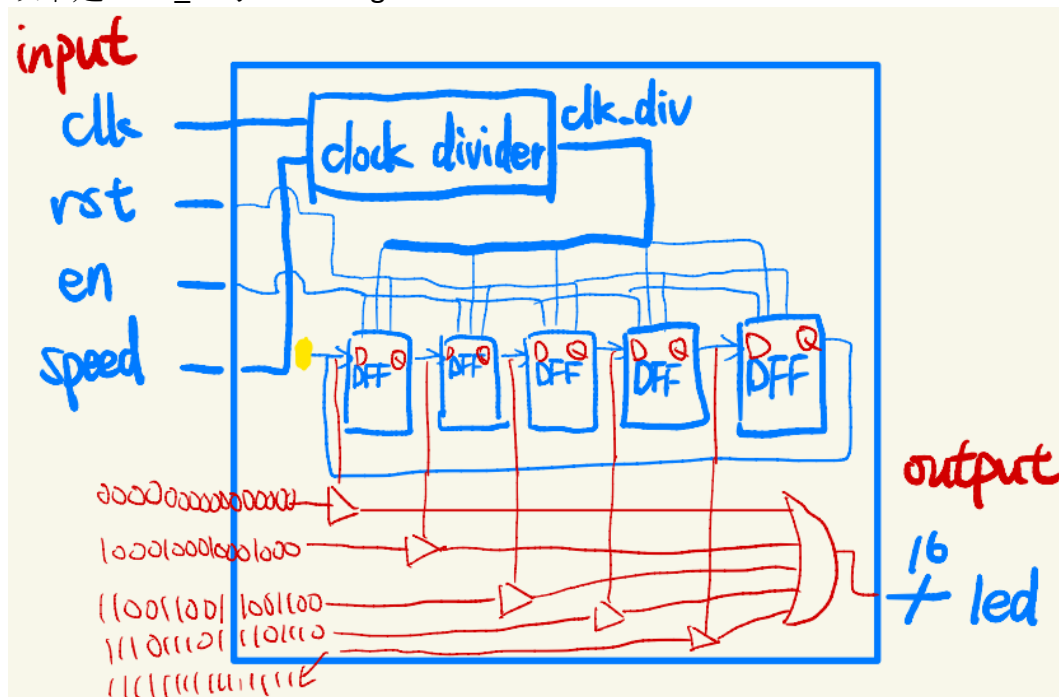 input
clk
clock divider
clk_div
rst
en
speed
D Q D Q D Q D Q D Q
DFF DFF DFF DFF DFF
output
0000000000000000
1000100010001000
1100110011001100
1110111011101110
16
led